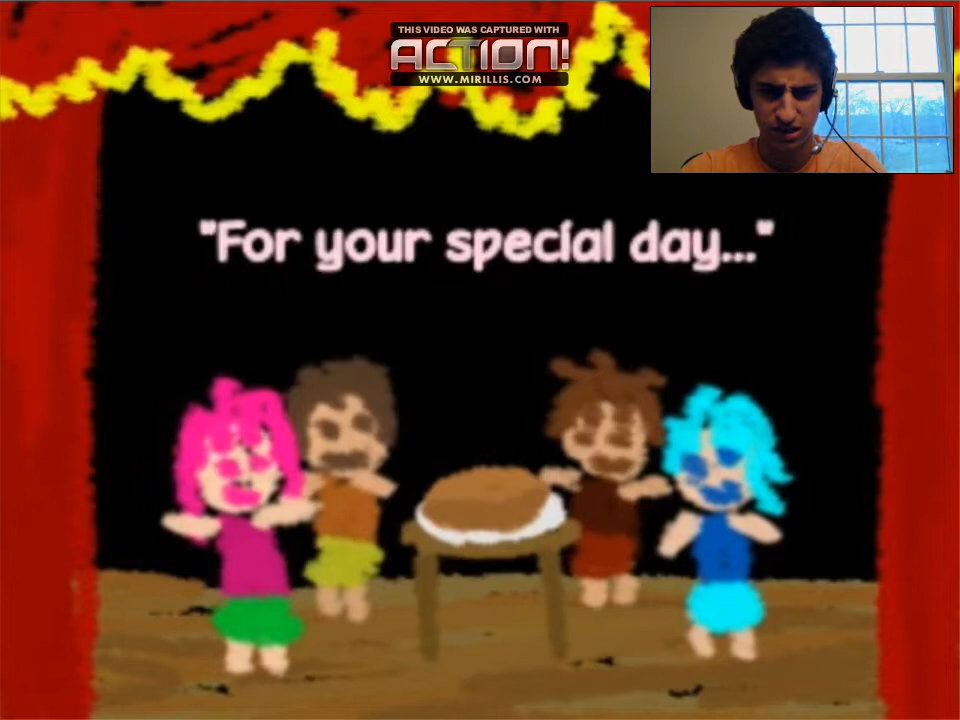 THIS VIDEO WAS CAPTURED WITH
ACTION!
WWW.MIRILLIS.COM
"For your special day..."